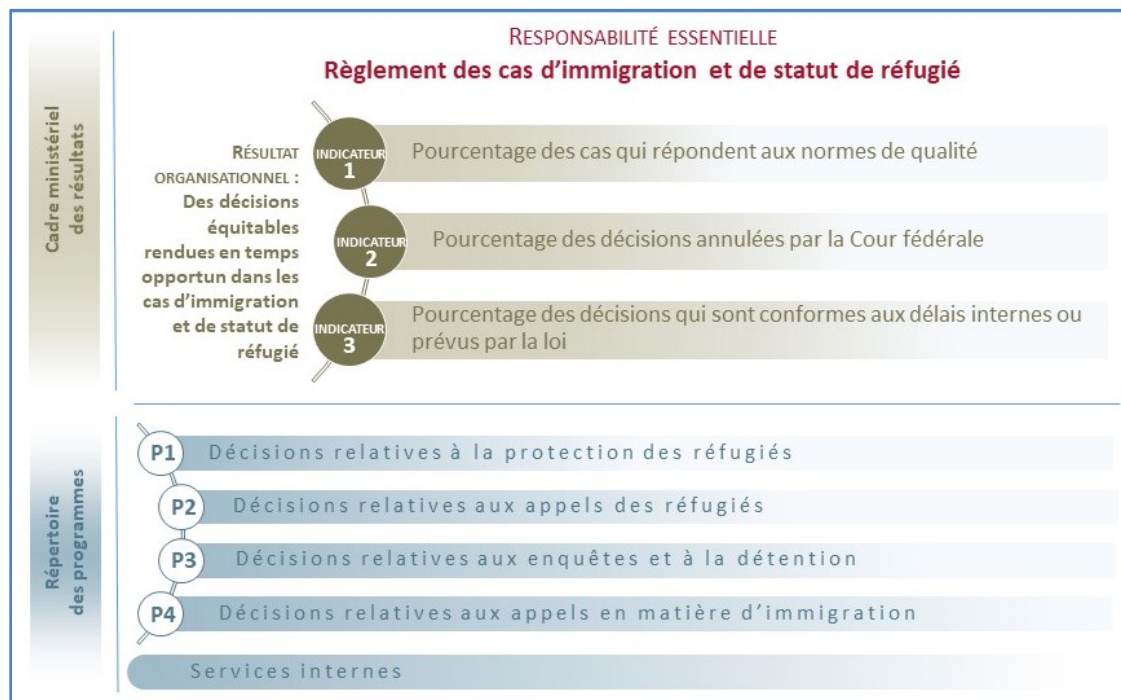 RESPONSABILITÉ ESSENTIELLE
Règlement des cas d'immigration et de statut de réfugié
Cadre ministériel
des résultats
RÉSULTAT
ORGANISATIONNEL :
Des décisions
équitables
rendues en temps
opportun dans les
cas d'immigration
et de statut de
réfugié
INDICATEUR
1
Pourcentage des cas qui répondent aux normes de qualité
INDICATEUR
2
Pourcentage des décisions annulées par la Cour fédérale
INDICATEUR
3
Pourcentage des décisions qui sont conformes aux délais internes ou
prévus par la loi
Répertoire
des programmes
P1 Décisions relatives à la protection des réfugiés
P2 Décisions relatives aux appels des réfugiés
P3 Décisions relatives aux enquêtes et à la détention
P4 Décisions relatives aux appels en matière d'immigration
Services internes